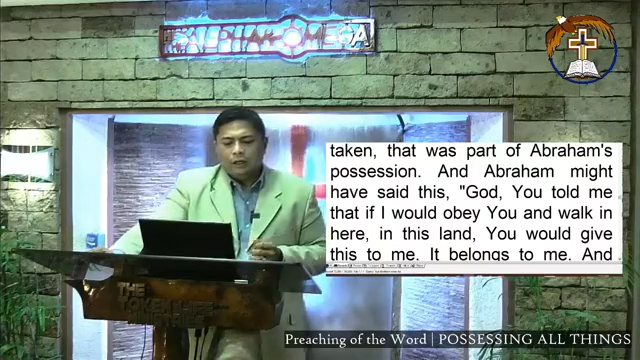 ALPHA OMEGA
taken, that was part of Abraham's
possession. And Abraham might
have said this, "God, You told me
that if I would obey You and walk in
here, in this land, You would give
this to me. It belongs to me. And
THE
Preaching of the Word | POSSESSING ALL THINGS